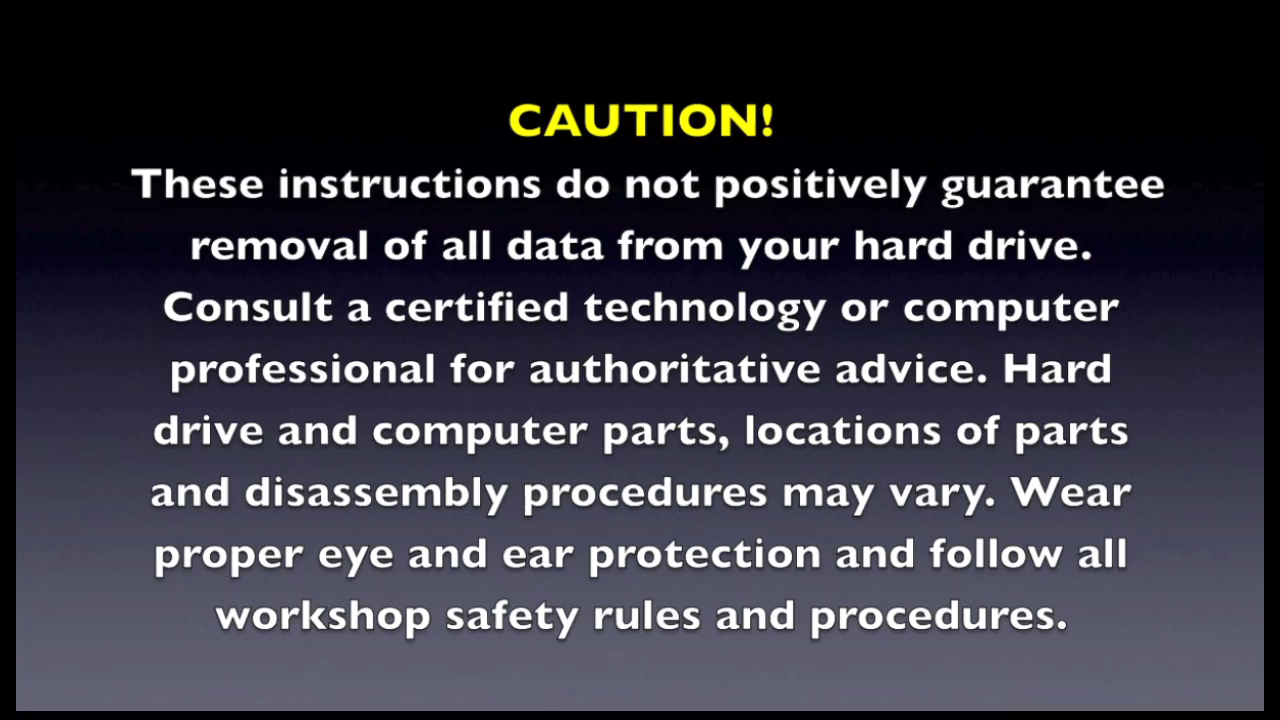 CAUTION!
These instructions do not positively guarantee
removal of all data from your hard drive.
Consult a certified technology or computer
professional for authoritative advice. Hard
drive and computer parts, locations of parts
and disassembly procedures may vary. Wear
proper eye and ear protection and follow all
workshop safety rules and procedures.